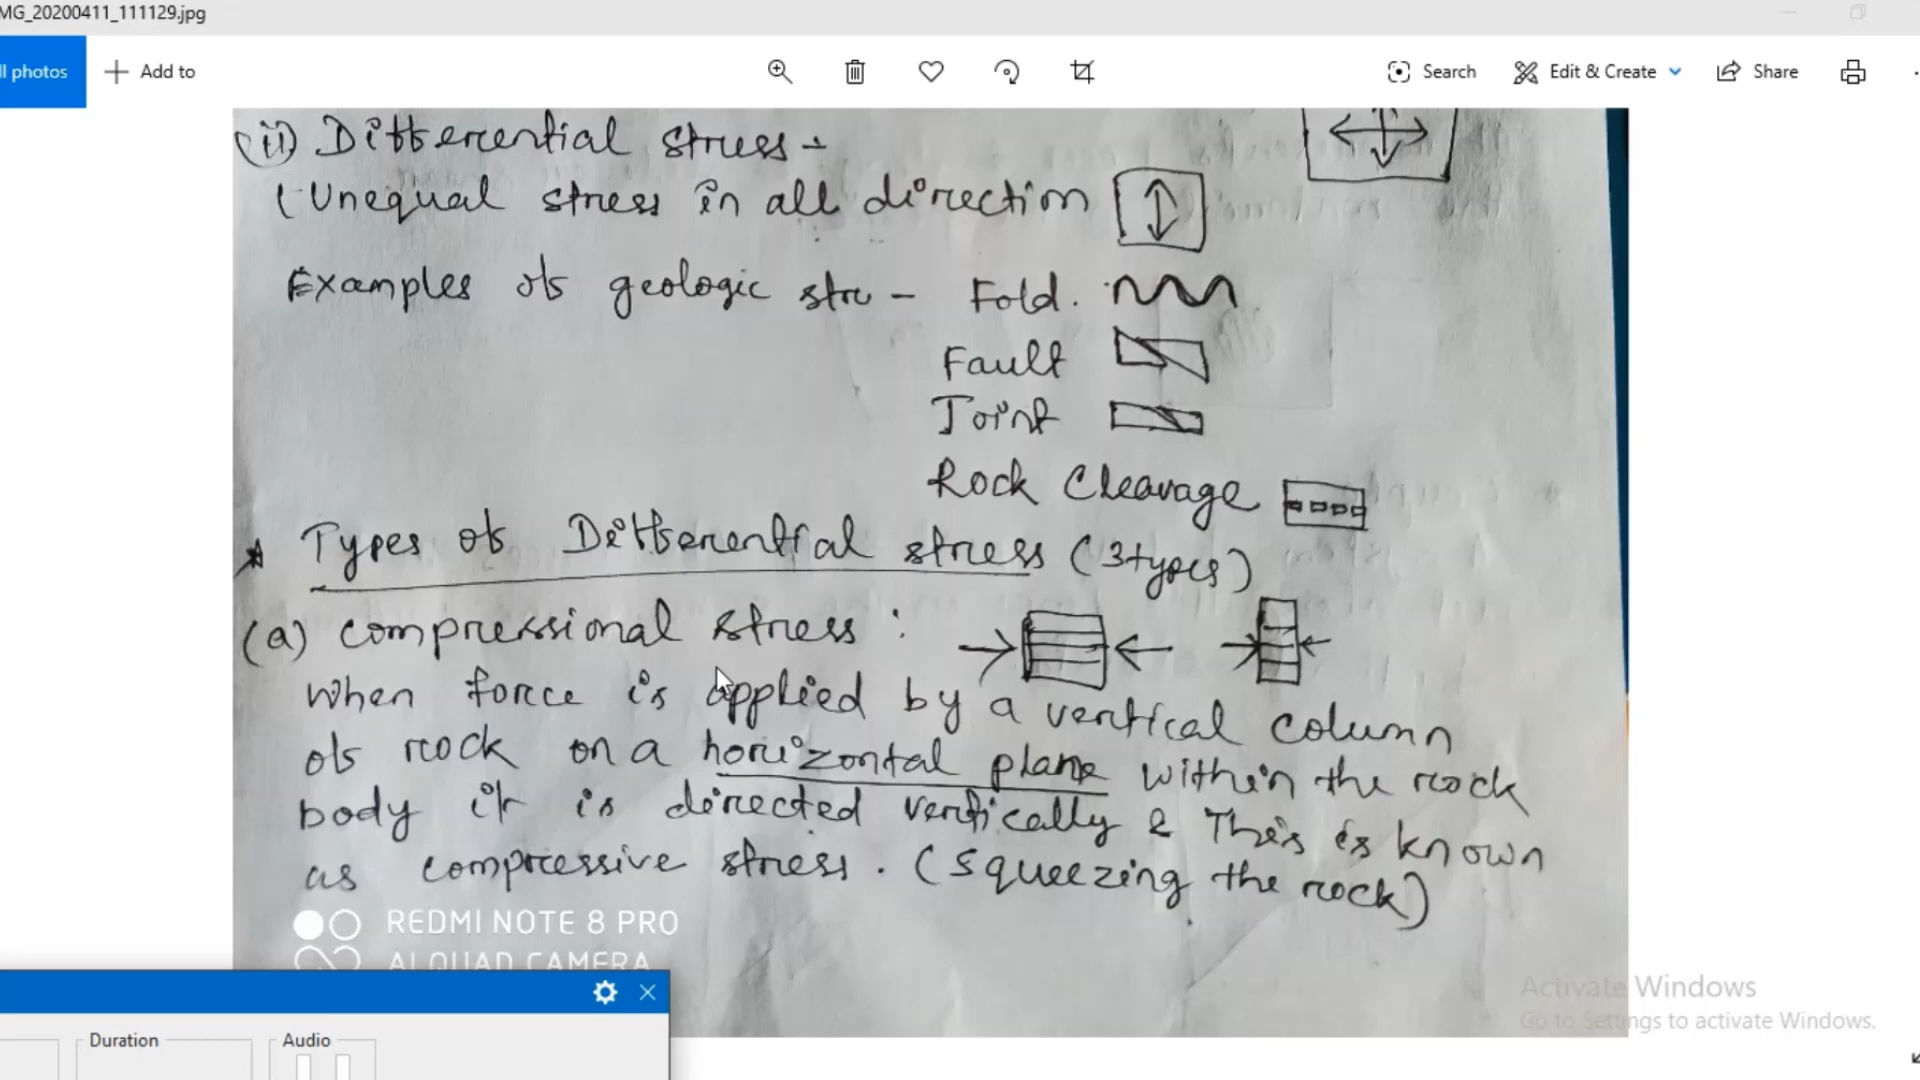 MG_20200411_111129.jpg
ll photos
Add to
Search
Edit & Create
Share
(ii) Differential stress -
(Unequal stress in all direction
Examples of geologic stru - Fold.
Fault
Joint
Rock Cleavage
* Types of Differential stress (3types)
(a) compressional stress :
When force is applied by a vertical column
of rock on a horizontal plane within the rock
body it is directed vertically & This is known
as compressive stress. (Squeezing the rock)
REDMI NOTE 8 PRO
AI QUAD CAMERA
Duration
Audio
Activate Windows
Go to Settings to activate Windows.